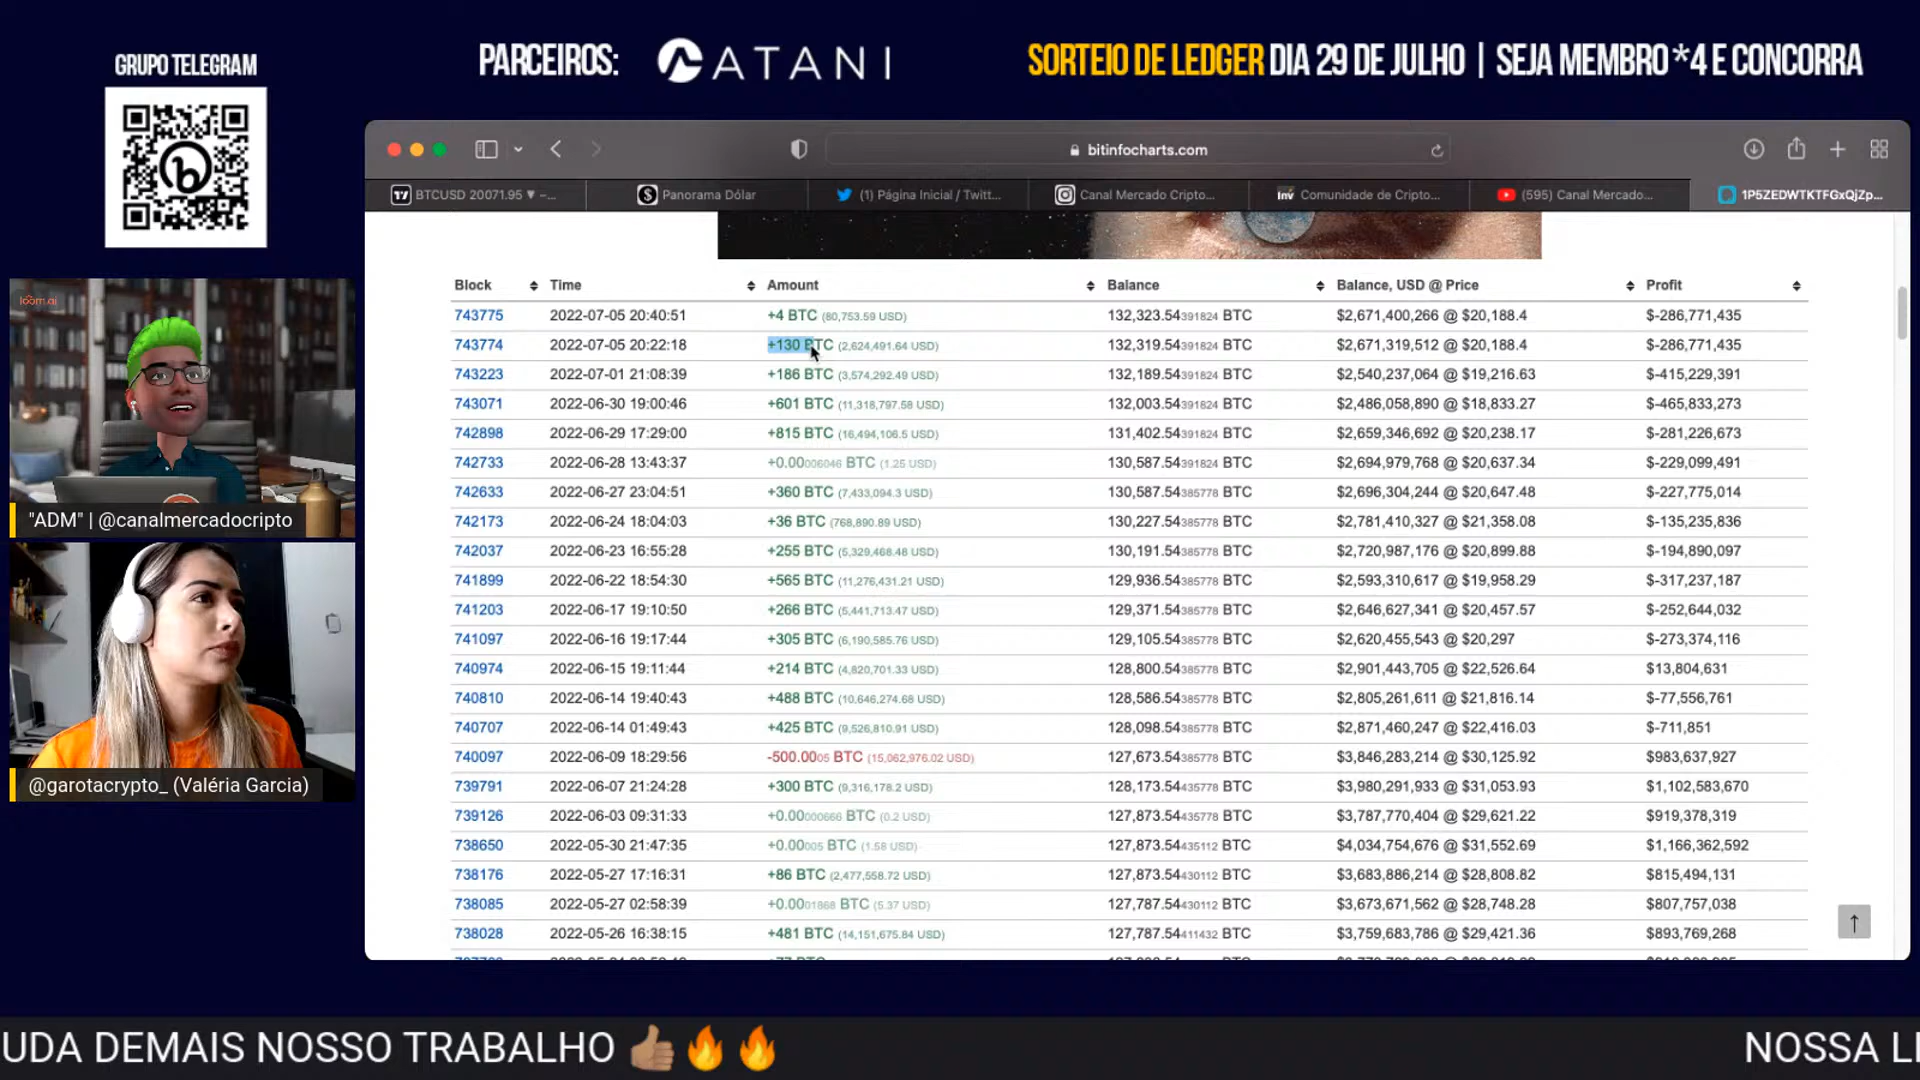 GRUPO TELEGRAM
PARCEIROS: ATANI
SORTEIO DE LEDGER DIA 29 DE JULHO | SEJA MEMBRO *4 E CONCORRA
loom.ai
"ADM" | @canalmercadocripto
@garotacrypto_ (Valéria Garcia)
bitinfocharts.com
BTCUSD 20071.95 ▼ –...
Panorama Dólar
(1) Página Inicial / Twitt...
Canal Mercado Cripto...
Inv Comunidade de Cripto...
(595) Canal Mercado...
1P5ZEDWTKTFGxQjZp...
Block Time Amount Balance Balance, USD @ Price Profit
743775 2022-07-05 20:40:51 +4 BTC (80,753.59 USD) 132,323.54391824 BTC $2,671,400,266 @ $20,188.4 $-286,771,435
743774 2022-07-05 20:22:18 +130 BTC (2,624,491.64 USD) 132,319.54391824 BTC $2,671,319,512 @ $20,188.4 $-286,771,435
743223 2022-07-01 21:08:39 +186 BTC (3,574,292.49 USD) 132,189.54391824 BTC $2,540,237,064 @ $19,216.63 $-415,229,391
743071 2022-06-30 19:00:46 +601 BTC (11,318,797.58 USD) 132,003.54391824 BTC $2,486,058,890 @ $18,833.27 $-465,833,273
742898 2022-06-29 17:29:00 +815 BTC (16,494,106.5 USD) 131,402.54391824 BTC $2,659,346,692 @ $20,238.17 $-281,226,673
742733 2022-06-28 13:43:37 +0.00006046 BTC (1.25 USD) 130,587.54391824 BTC $2,694,979,768 @ $20,637.34 $-229,099,491
742633 2022-06-27 23:04:51 +360 BTC (7,433,094.3 USD) 130,587.54385778 BTC $2,696,304,244 @ $20,647.48 $-227,775,014
742173 2022-06-24 18:04:03 +36 BTC (768,890.89 USD) 130,227.54385778 BTC $2,781,410,327 @ $21,358.08 $-135,235,836
742037 2022-06-23 16:55:28 +255 BTC (5,329,468.48 USD) 130,191.54385778 BTC $2,720,987,176 @ $20,899.88 $-194,890,097
741899 2022-06-22 18:54:30 +565 BTC (11,276,431.21 USD) 129,936.54385778 BTC $2,593,310,617 @ $19,958.29 $-317,237,187
741203 2022-06-17 19:10:50 +266 BTC (5,441,713.47 USD) 129,371.54385778 BTC $2,646,627,341 @ $20,457.57 $-252,644,032
741097 2022-06-16 19:17:44 +305 BTC (6,190,585.76 USD) 129,105.54385778 BTC $2,620,455,543 @ $20,297 $-273,374,116
740974 2022-06-15 19:11:44 +214 BTC (4,820,701.33 USD) 128,800.54385778 BTC $2,901,443,705 @ $22,526.64 $13,804,631
740810 2022-06-14 19:40:43 +488 BTC (10,646,274.68 USD) 128,586.54385778 BTC $2,805,261,611 @ $21,816.14 $-77,556,761
740707 2022-06-14 01:49:43 +425 BTC (9,526,810.91 USD) 128,098.54385778 BTC $2,871,460,247 @ $22,416.03 $-711,851
740097 2022-06-09 18:29:56 -500.0005 BTC (15,062,976.02 USD) 127,673.54385778 BTC $3,846,283,214 @ $30,125.92 $983,637,927
739791 2022-06-07 21:24:28 +300 BTC (9,316,178.2 USD) 128,173.54435778 BTC $3,980,291,933 @ $31,053.93 $1,102,583,670
739126 2022-06-03 09:31:33 +0.00000666 BTC (0.2 USD) 127,873.54435778 BTC $3,787,770,404 @ $29,621.22 $919,378,319
738650 2022-05-30 21:47:35 +0.00005 BTC (1.58 USD) 127,873.54435112 BTC $4,034,754,676 @ $31,552.69 $1,166,362,592
738176 2022-05-27 17:16:31 +86 BTC (2,477,558.72 USD) 127,873.54430112 BTC $3,683,886,214 @ $28,808.82 $815,494,131
738085 2022-05-27 02:58:39 +0.0001868 BTC (5.37 USD) 127,787.54430112 BTC $3,673,671,562 @ $28,748.28 $807,757,038
738028 2022-05-26 16:38:15 +481 BTC (14,151,675.84 USD) 127,787.54411432 BTC $3,759,683,786 @ $29,421.36 $893,769,268
UDA DEMAIS NOSSO TRABALHO 👍🏽🔥🔥 NOSSA LI